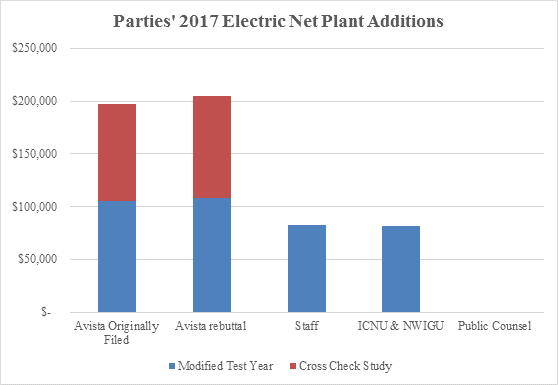 Parties' 2017 Electric Net Plant Additions
$250,000
$200,000
$150,000
$100,000
$50,000
$-
Avista Originally
Filed
Avista rebuttal
Staff
ICNU & NWIGU
Public Counsel
Modified Test Year
Cross Check Study